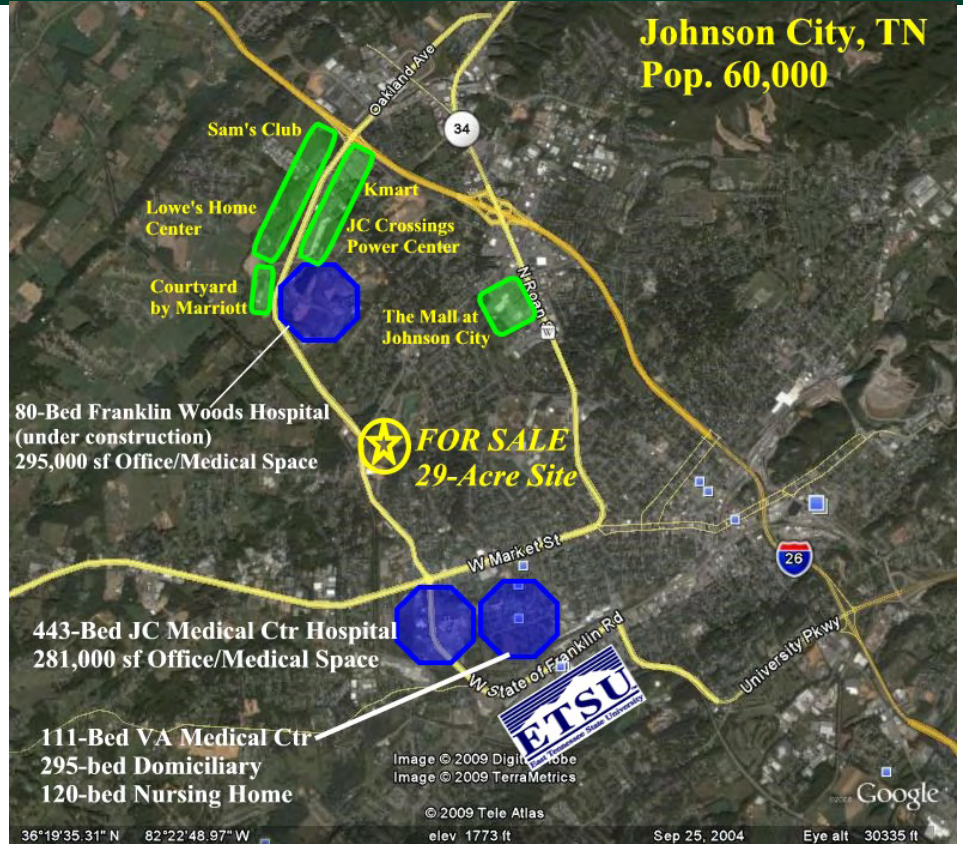 Johnson City, TN
Pop. 60,000
Oakland Ave
34
Sam's Club
Kmart
Lowe's Home
Center
JC Crossings
Power Center
Courtyard
by Marriott
N Roan
The Mall at
Johnson City
W
80-Bed Franklin Woods Hospital
(under construction)
295,000 sf Office/Medical Space
FOR SALE
29-Acre Site
W Market St
26
443-Bed JC Medical Ctr Hospital
281,000 sf Office/Medical Space
W State of Franklin Rd
University Pkwy
ETSU
East Tennessee State University
111-Bed VA Medical Ctr
295-bed Domiciliary
120-bed Nursing Home
Image © 2009 DigitalGlobe
Image © 2009 TerraMetrics
© 2009 Tele Atlas
Google
36°19'35.31" N 82°22'48.97" W elev 1773 ft Sep 25, 2004 Eye alt 30335 ft